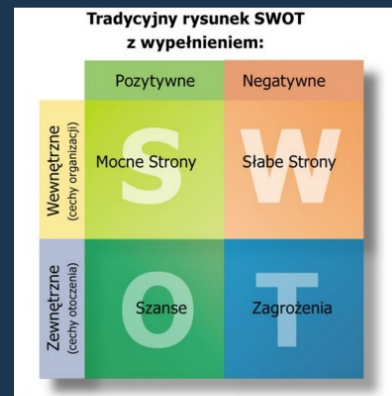 Tradycyjny rysunek SWOT
z wypełnieniem:
Pozytywne
Negatywne
Wewnętrzne
(cechy organizacji)
S
Mocne Strony
W
Słabe Strony
Zewnętrzne
(cechy otoczenia)
O
Szanse
T
Zagrożenia